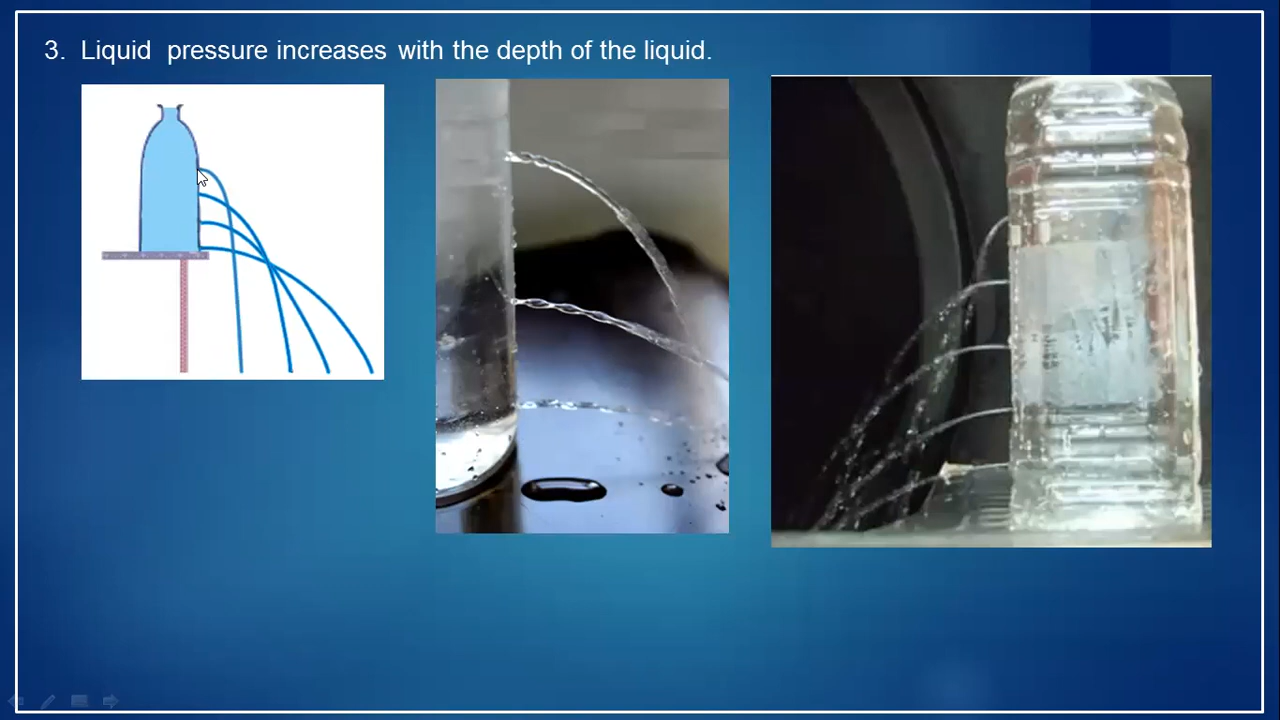 3. Liquid pressure increases with the depth of the liquid.